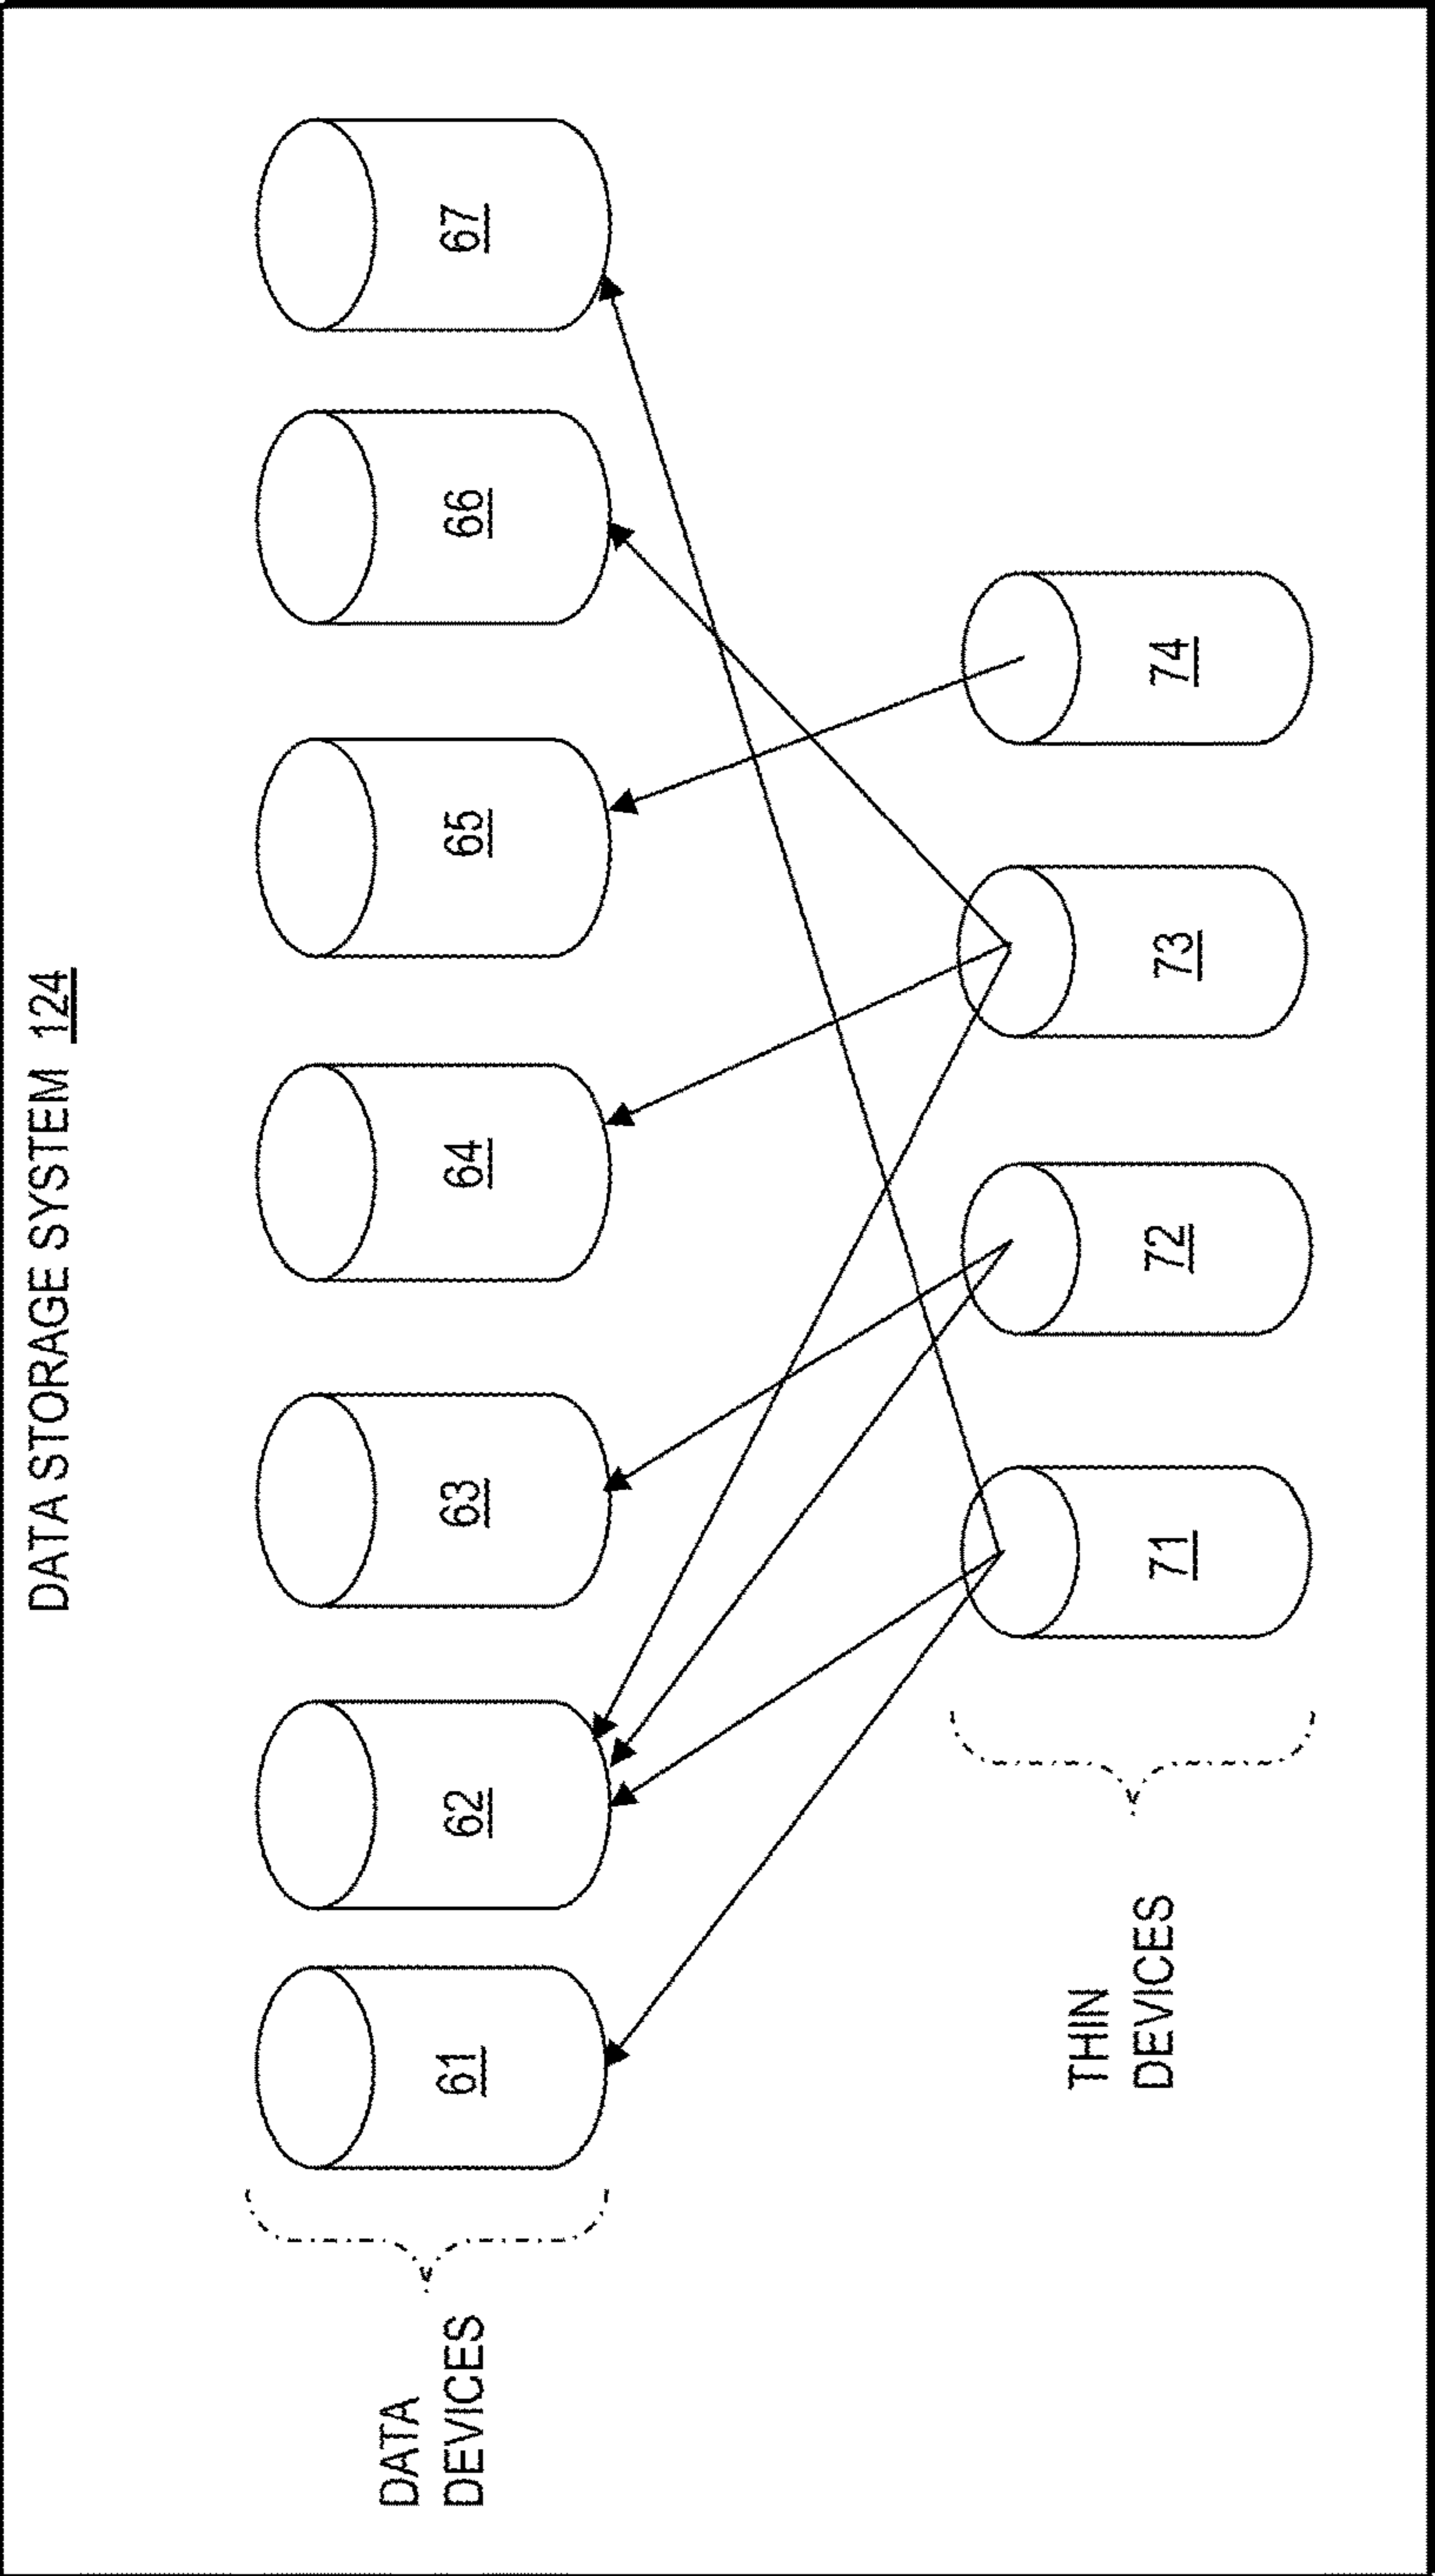 DATA STORAGE SYSTEM 124
DATA
DEVICES
61
62
63
64
65
66
67
THIN
DEVICES
71
72
73
74